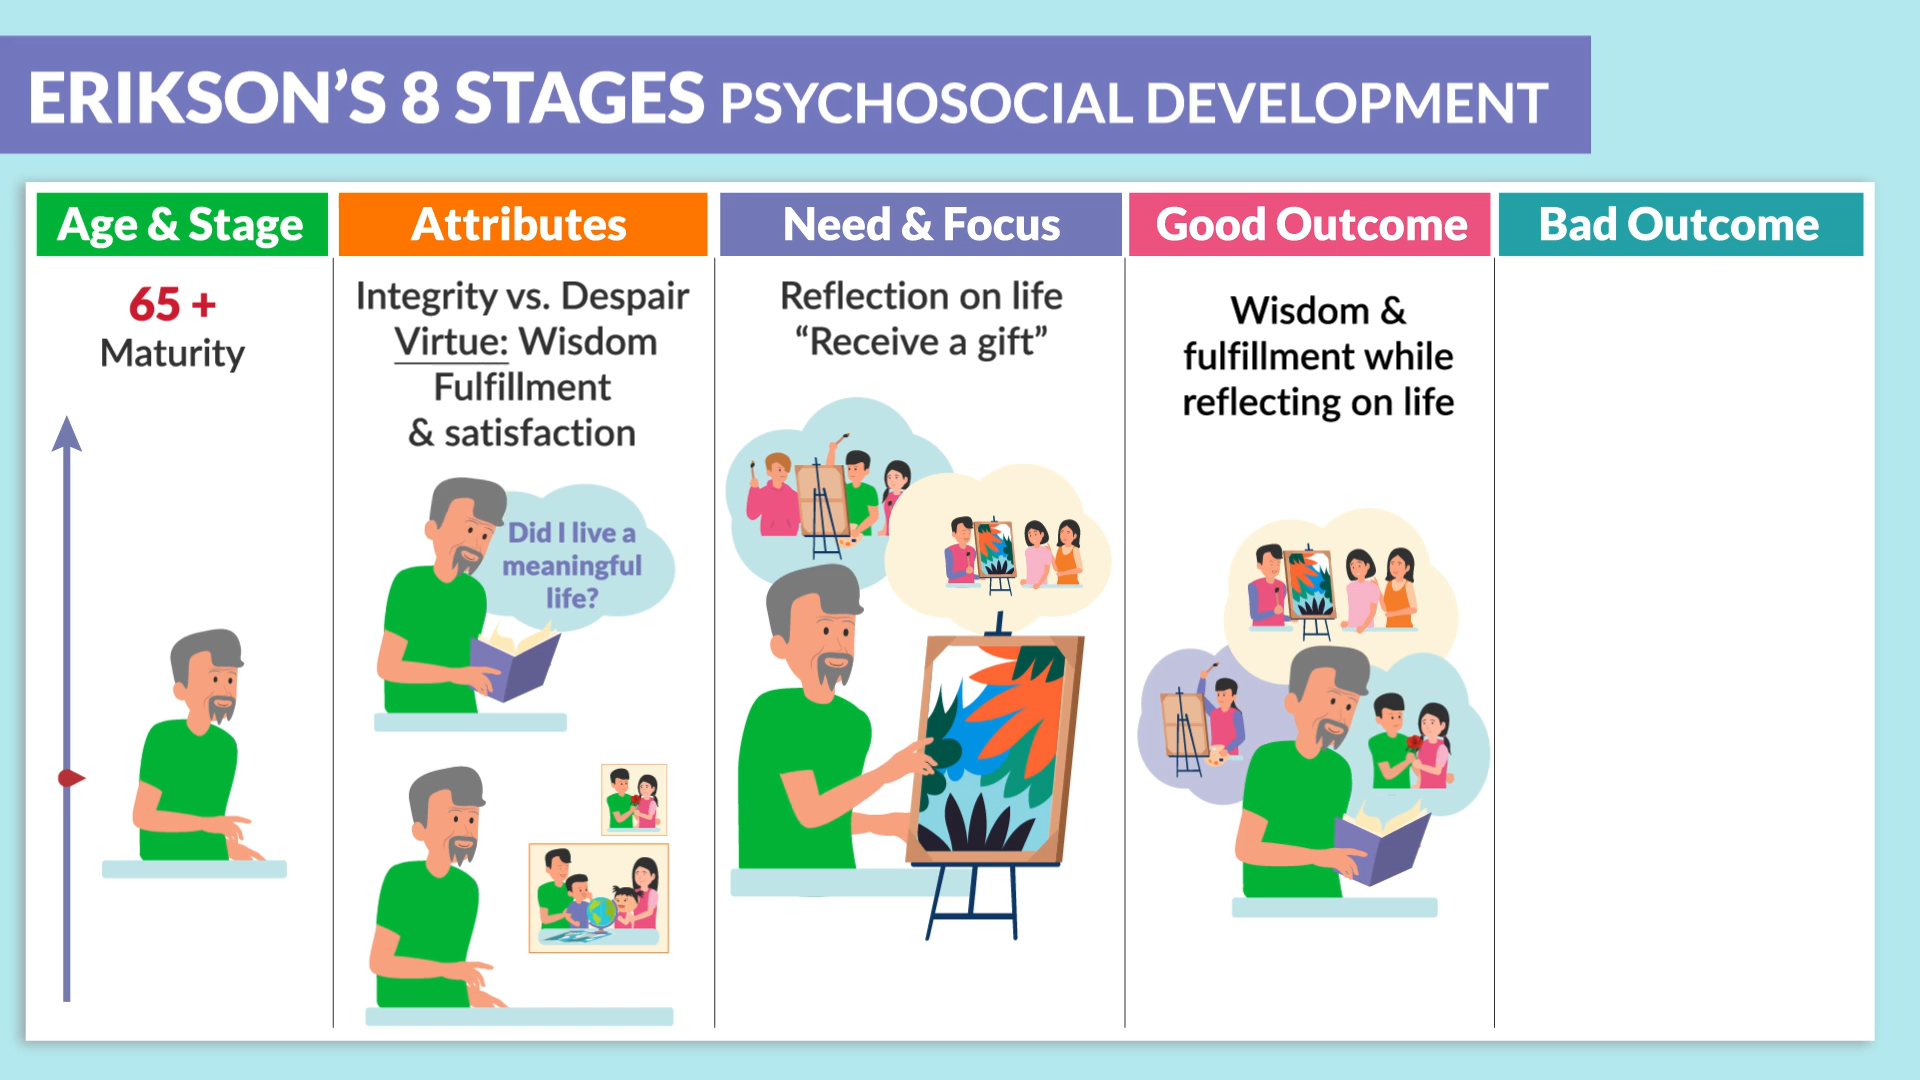 ERIKSON'S 8 STAGES PSYCHOSOCIAL DEVELOPMENT
Age & Stage
Attributes
Need & Focus
Good Outcome
Bad Outcome
65 +
Maturity
Integrity vs. Despair
Virtue: Wisdom
Fulfillment
& satisfaction
Did I live a
meaningful
life?
Reflection on life
“Receive a gift”
Wisdom &
fulfillment while
reflecting on life